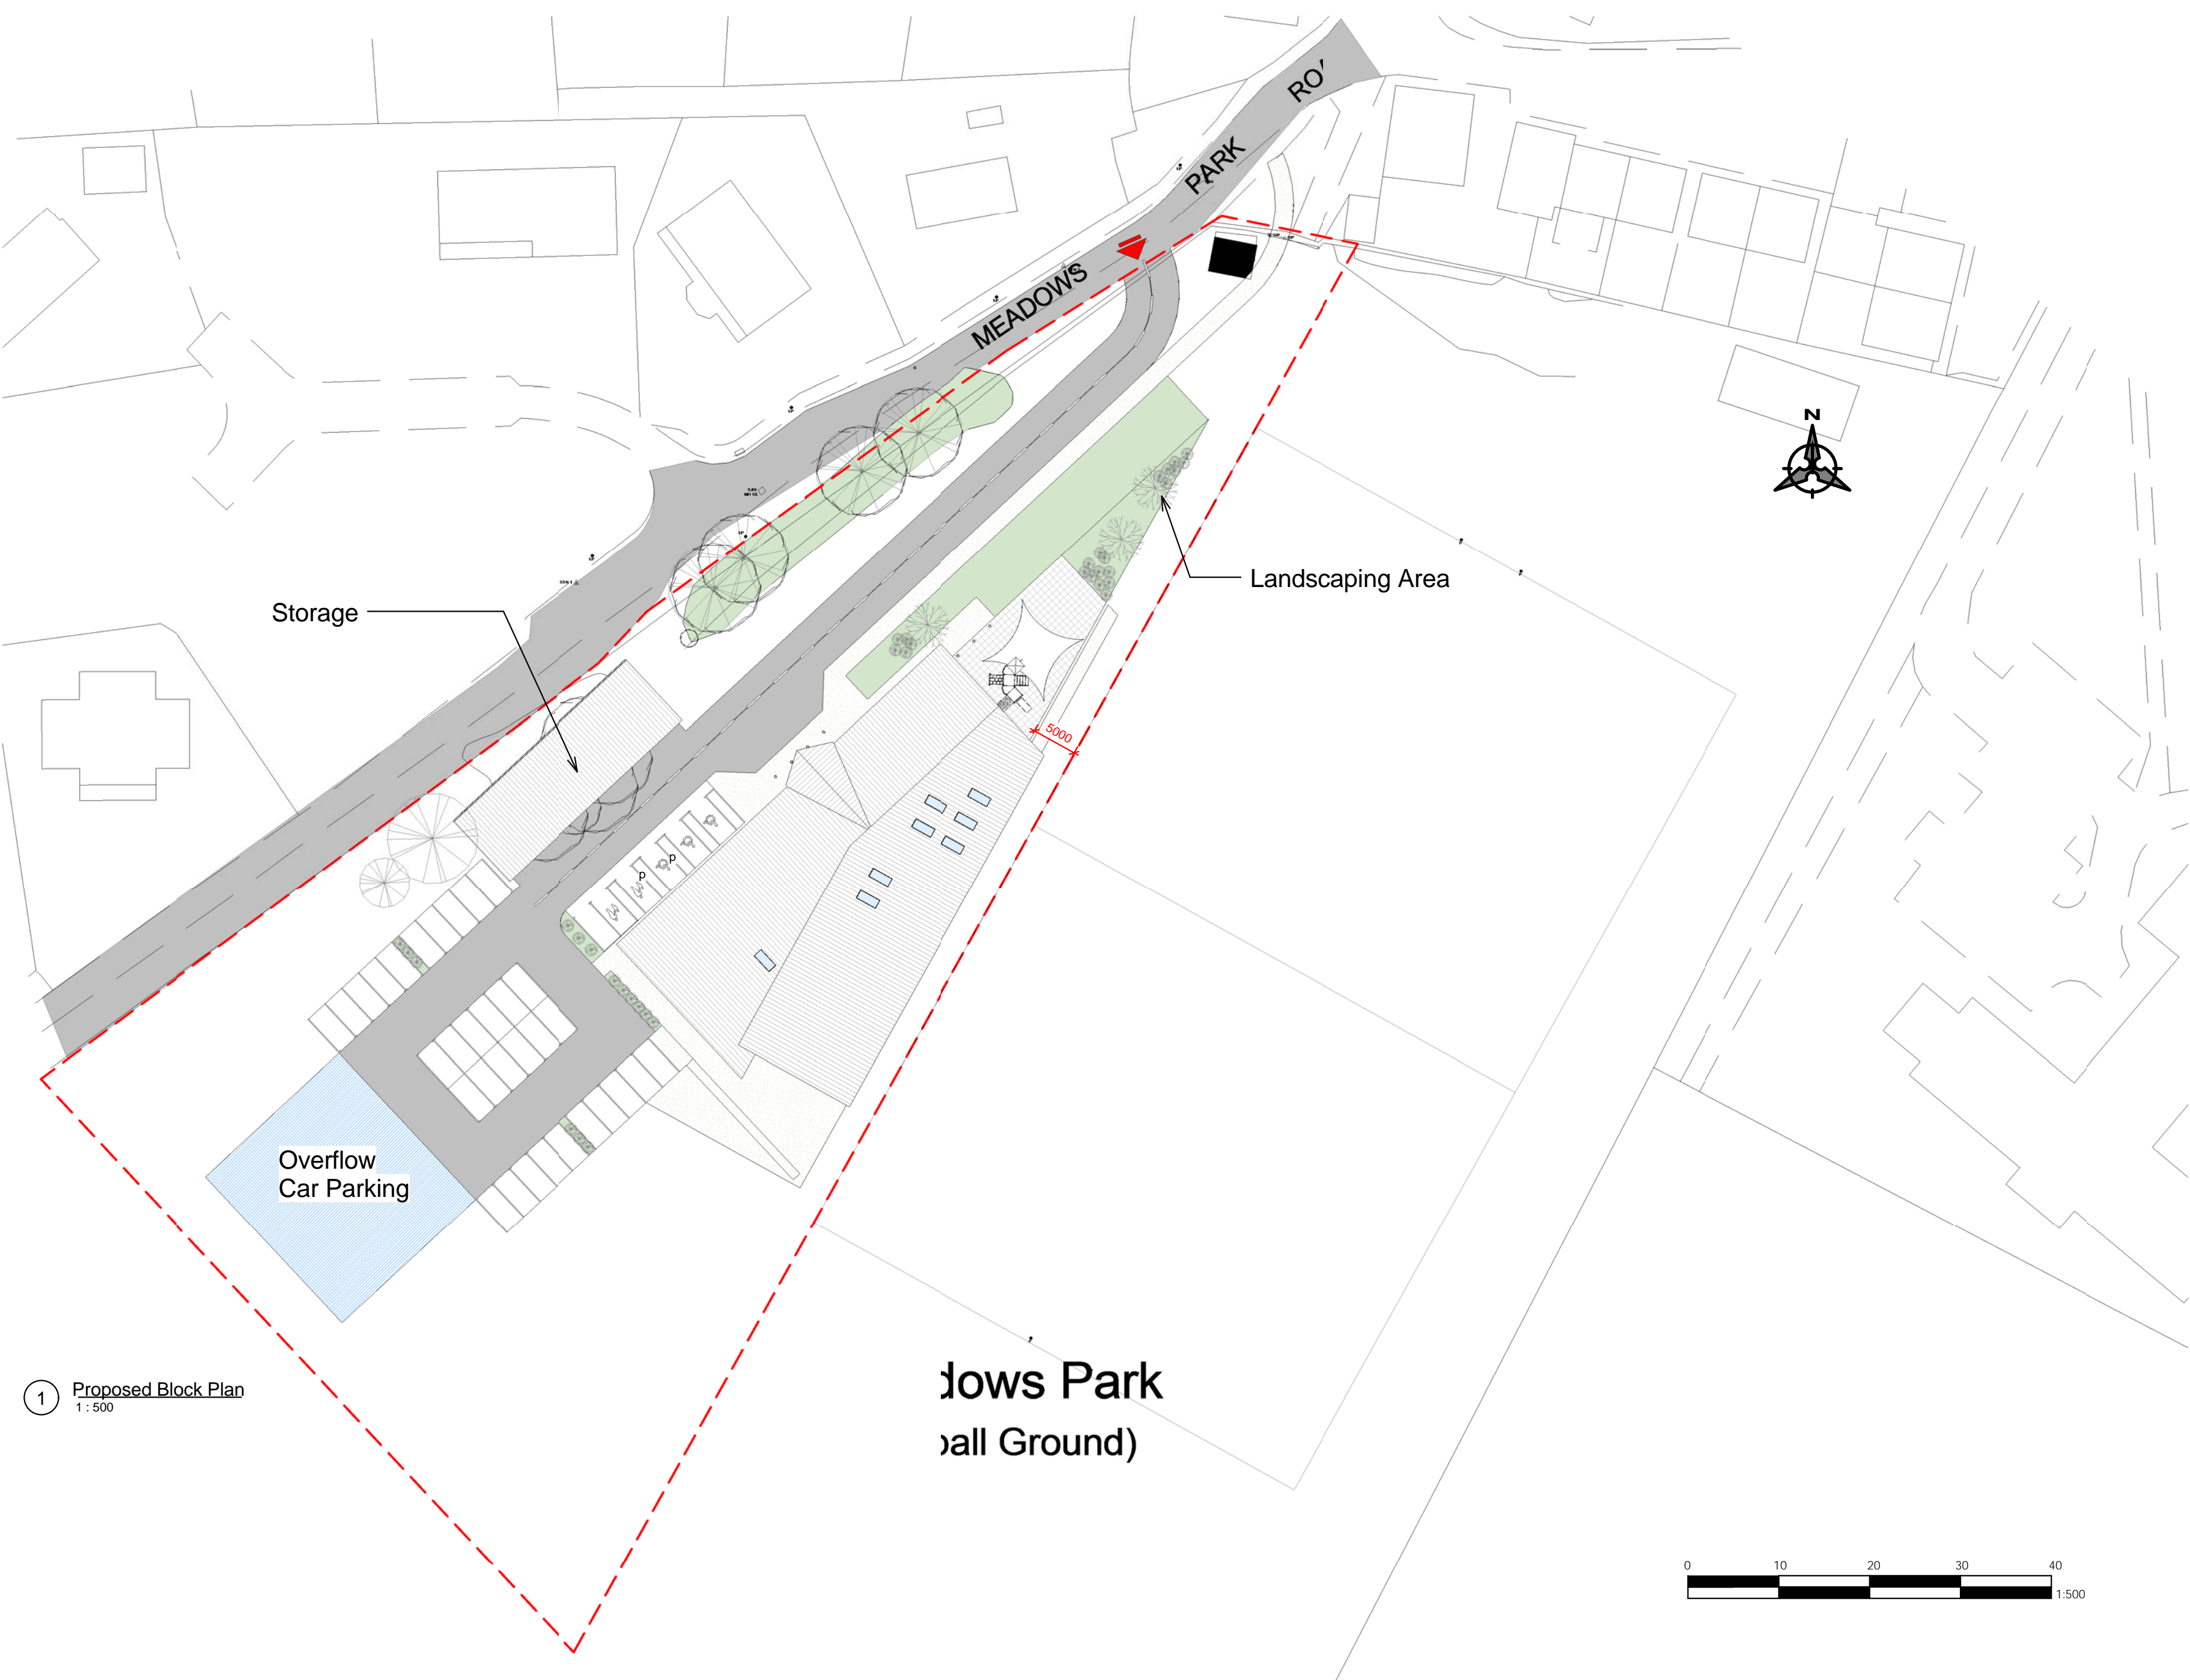 RO
PARK
MEADOWS
N
Storage
Landscaping Area
5000
p
p
Overflow
Car Parking
dows Park
ball Ground)
1
Proposed Block Plan
1 : 500
0 10 20 30 40
1:500